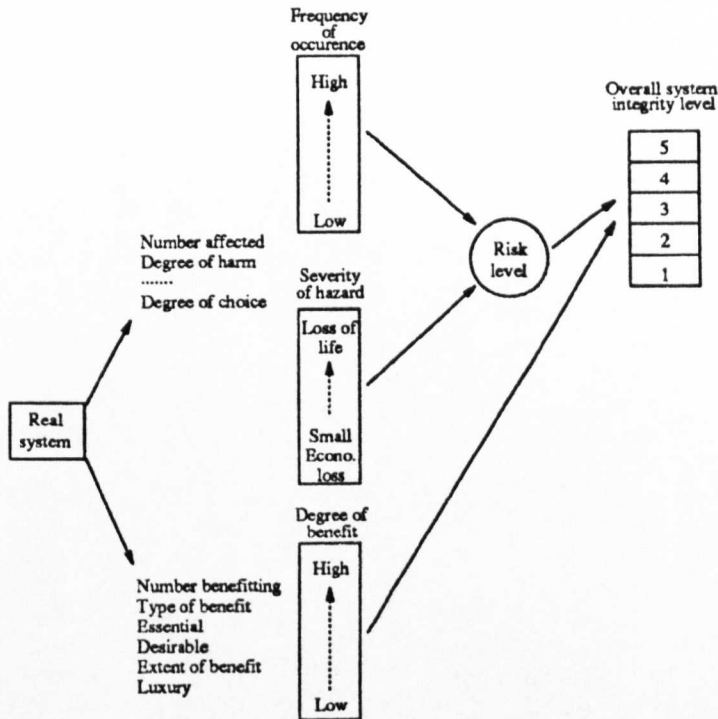 Frequency
of
occurence
High
Low
Overall system
integrity level
5
4
3
2
1
Risk
level
Number affected
Degree of harm
.......
Degree of choice
Severity
of hazard
Loss of
life
Small
Econo.
loss
Real
system
Degree of
benefit
High
Low
Number benefitting
Type of benefit
Essential
Desirable
Extent of benefit
Luxury